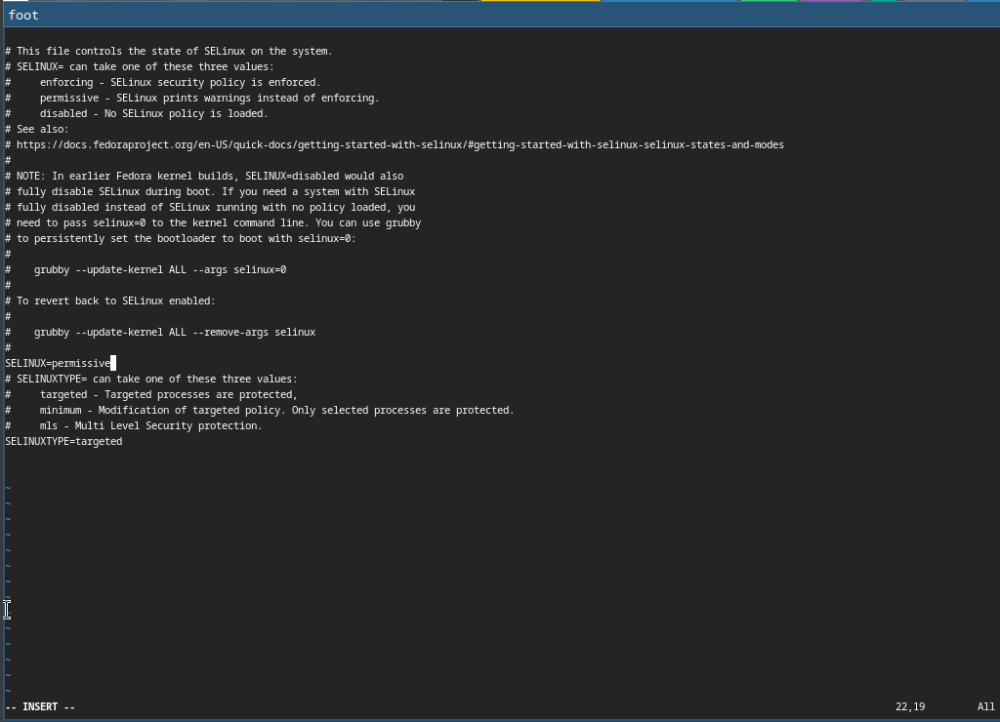 foot
# This file controls the state of SELinux on the system.
# SELINUX= can take one of these three values:
#     enforcing - SELinux security policy is enforced.
#     permissive - SELinux prints warnings instead of enforcing.
#     disabled - No SELinux policy is loaded.
# See also:
# https://docs.fedoraproject.org/en-US/quick-docs/getting-started-with-selinux/#getting-started-with-selinux-selinux-states-and-modes
#
# NOTE: In earlier Fedora kernel builds, SELINUX=disabled would also
# fully disable SELinux during boot. If you need a system with SELinux
# fully disabled instead of SELinux running with no policy loaded, you
# need to pass selinux=0 to the kernel command line. You can use grubby
# to persistently set the bootloader to boot with selinux=0:
#
#    grubby --update-kernel ALL --args selinux=0
#
# To revert back to SELinux enabled:
#
#    grubby --update-kernel ALL --remove-args selinux
#
SELINUX=permissive
# SELINUXTYPE= can take one of these three values:
#     targeted - Targeted processes are protected,
#     minimum - Modification of targeted policy. Only selected processes are protected.
#     mls - Multi Level Security protection.
SELINUXTYPE=targeted
~
~
~
~
~
~
~
~
~
~
~
~
~
-- INSERT -- 22,19 All